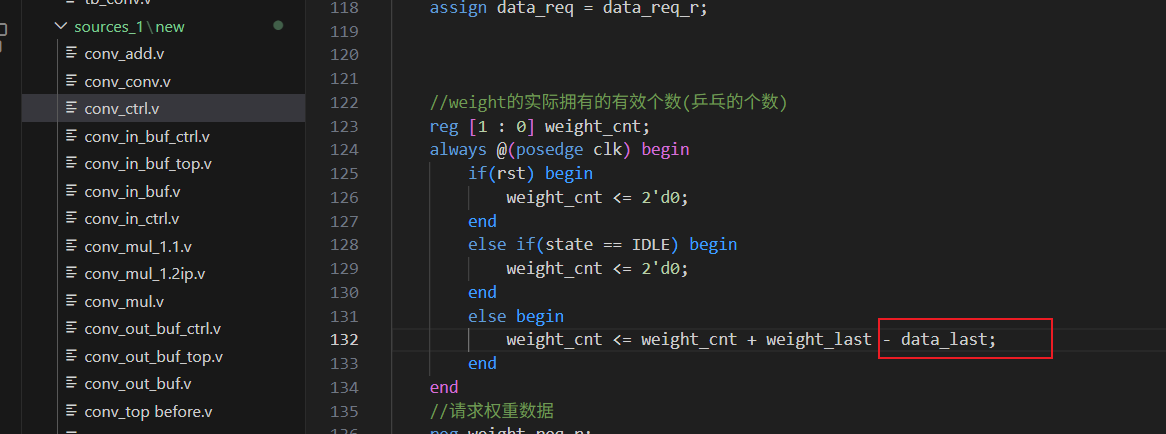 tb_conv.v
sources_1\new
conv_add.v
conv_conv.v
conv_ctrl.v
conv_in_buf_ctrl.v
conv_in_buf_top.v
conv_in_buf.v
conv_in_ctrl.v
conv_mul_1.1.v
conv_mul_1.2ip.v
conv_mul.v
conv_out_buf_ctrl.v
conv_out_buf_top.v
conv_out_buf.v
conv_top before.v
118 assign data_req = data_req_r;
119
120
121
122 //weight的实际拥有的有效个数(乒乓的个数)
123 reg [1 : 0] weight_cnt;
124 always @(posedge clk) begin
125 if(rst) begin
126 weight_cnt <= 2'd0;
127 end
128 else if(state == IDLE) begin
129 weight_cnt <= 2'd0;
130 end
131 else begin
132 weight_cnt <= weight_cnt + weight_last - data_last;
133 end
134 end
135 //请求权重数据
136 reg weight_req_r;